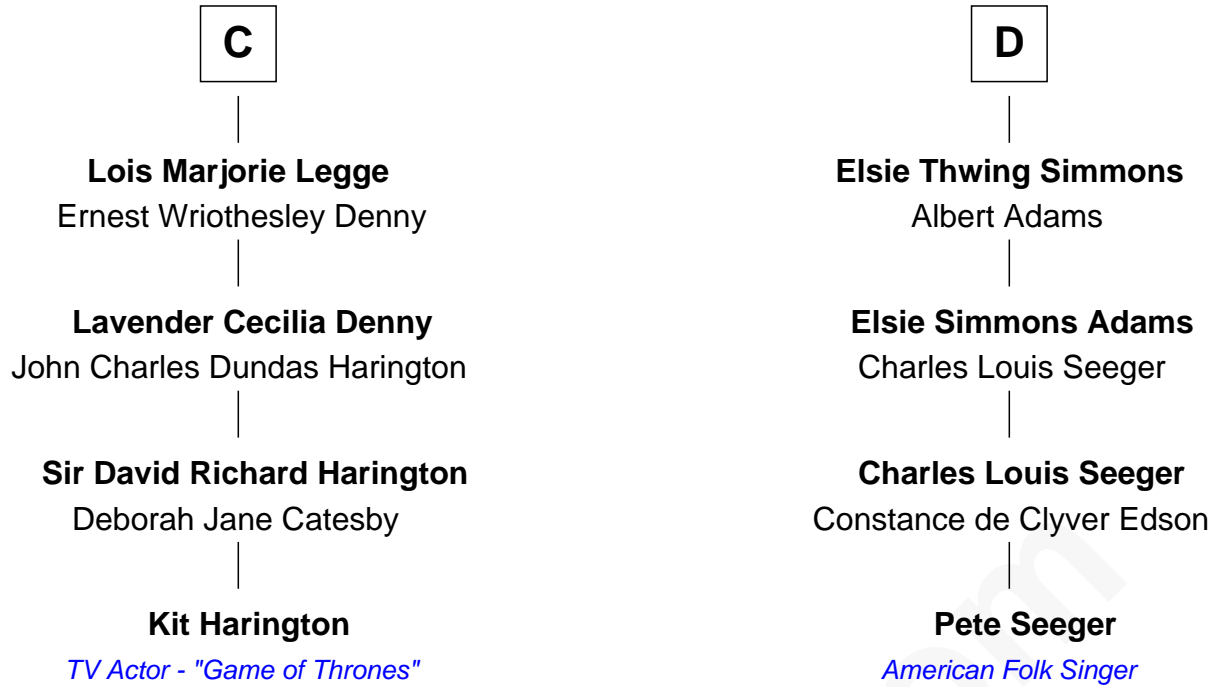 C
D
Lois Marjorie Legge
Ernest Wriothesley Denny
Elsie Thwing Simmons
Albert Adams
Lavender Cecilia Denny
John Charles Dundas Harington
Elsie Simmons Adams
Charles Louis Seeger
Sir David Richard Harington
Deborah Jane Catesby
Charles Louis Seeger
Constance de Clyver Edson
Kit Harington
TV Actor - "Game of Thrones"
Pete Seeger
American Folk Singer